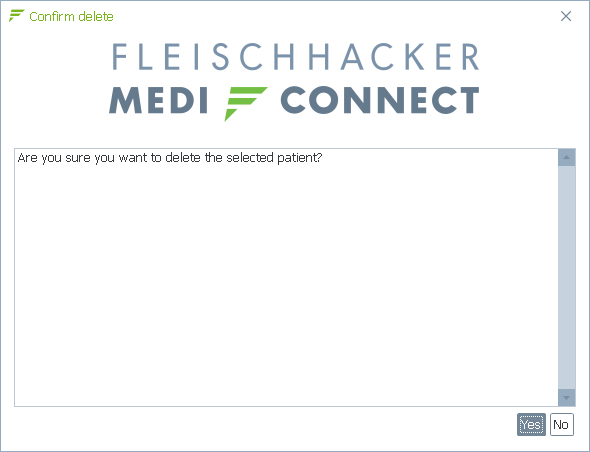 Confirm delete
FLEISCHHACKER
MEDI CONNECT
Are you sure you want to delete the selected patient?
Yes No